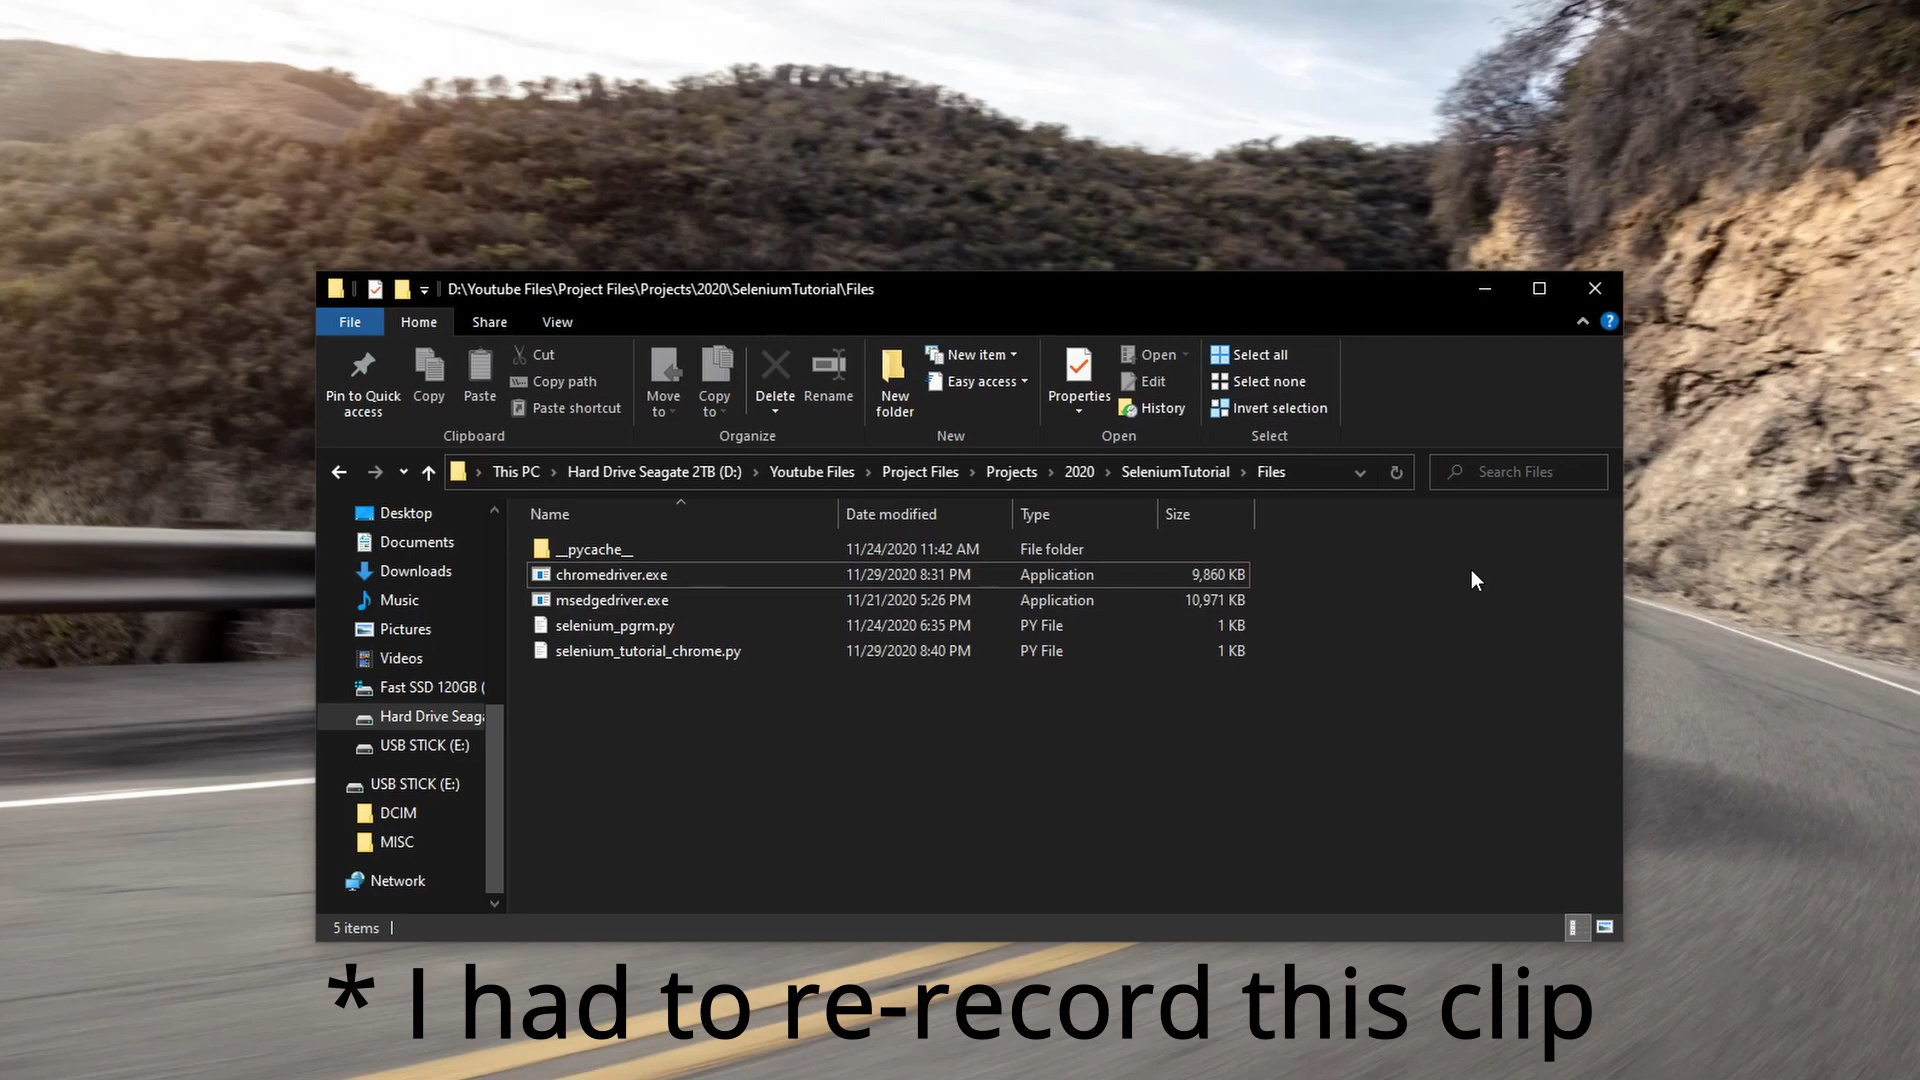 D:\Youtube Files\Project Files\Projects\2020\SeleniumTutorial\Files
File Home Share View
Pin to Quick access
Copy
Paste
Cut
Copy path
Paste shortcut
Clipboard
Move to
Copy to
Delete
Rename
Organize
New folder
New item
Easy access
New
Properties
Open
Edit
History
Open
Select all
Select none
Invert selection
Select
This PC > Hard Drive Seagate 2TB (D:) > Youtube Files > Project Files > Projects > 2020 > SeleniumTutorial > Files
Search Files
Desktop
Documents
Downloads
Music
Pictures
Videos
Fast SSD 120GB (
Hard Drive Seaga
USB STICK (E:)
USB STICK (E:)
DCIM
MISC
Network
Name Date modified Type Size
__pycache__ 11/24/2020 11:42 AM File folder
chromedriver.exe 11/29/2020 8:31 PM Application 9,860 KB
msedgedriver.exe 11/21/2020 5:26 PM Application 10,971 KB
selenium_pgrm.py 11/24/2020 6:35 PM PY File 1 KB
selenium_tutorial_chrome.py 11/29/2020 8:40 PM PY File 1 KB
5 items
* I had to re-record this clip